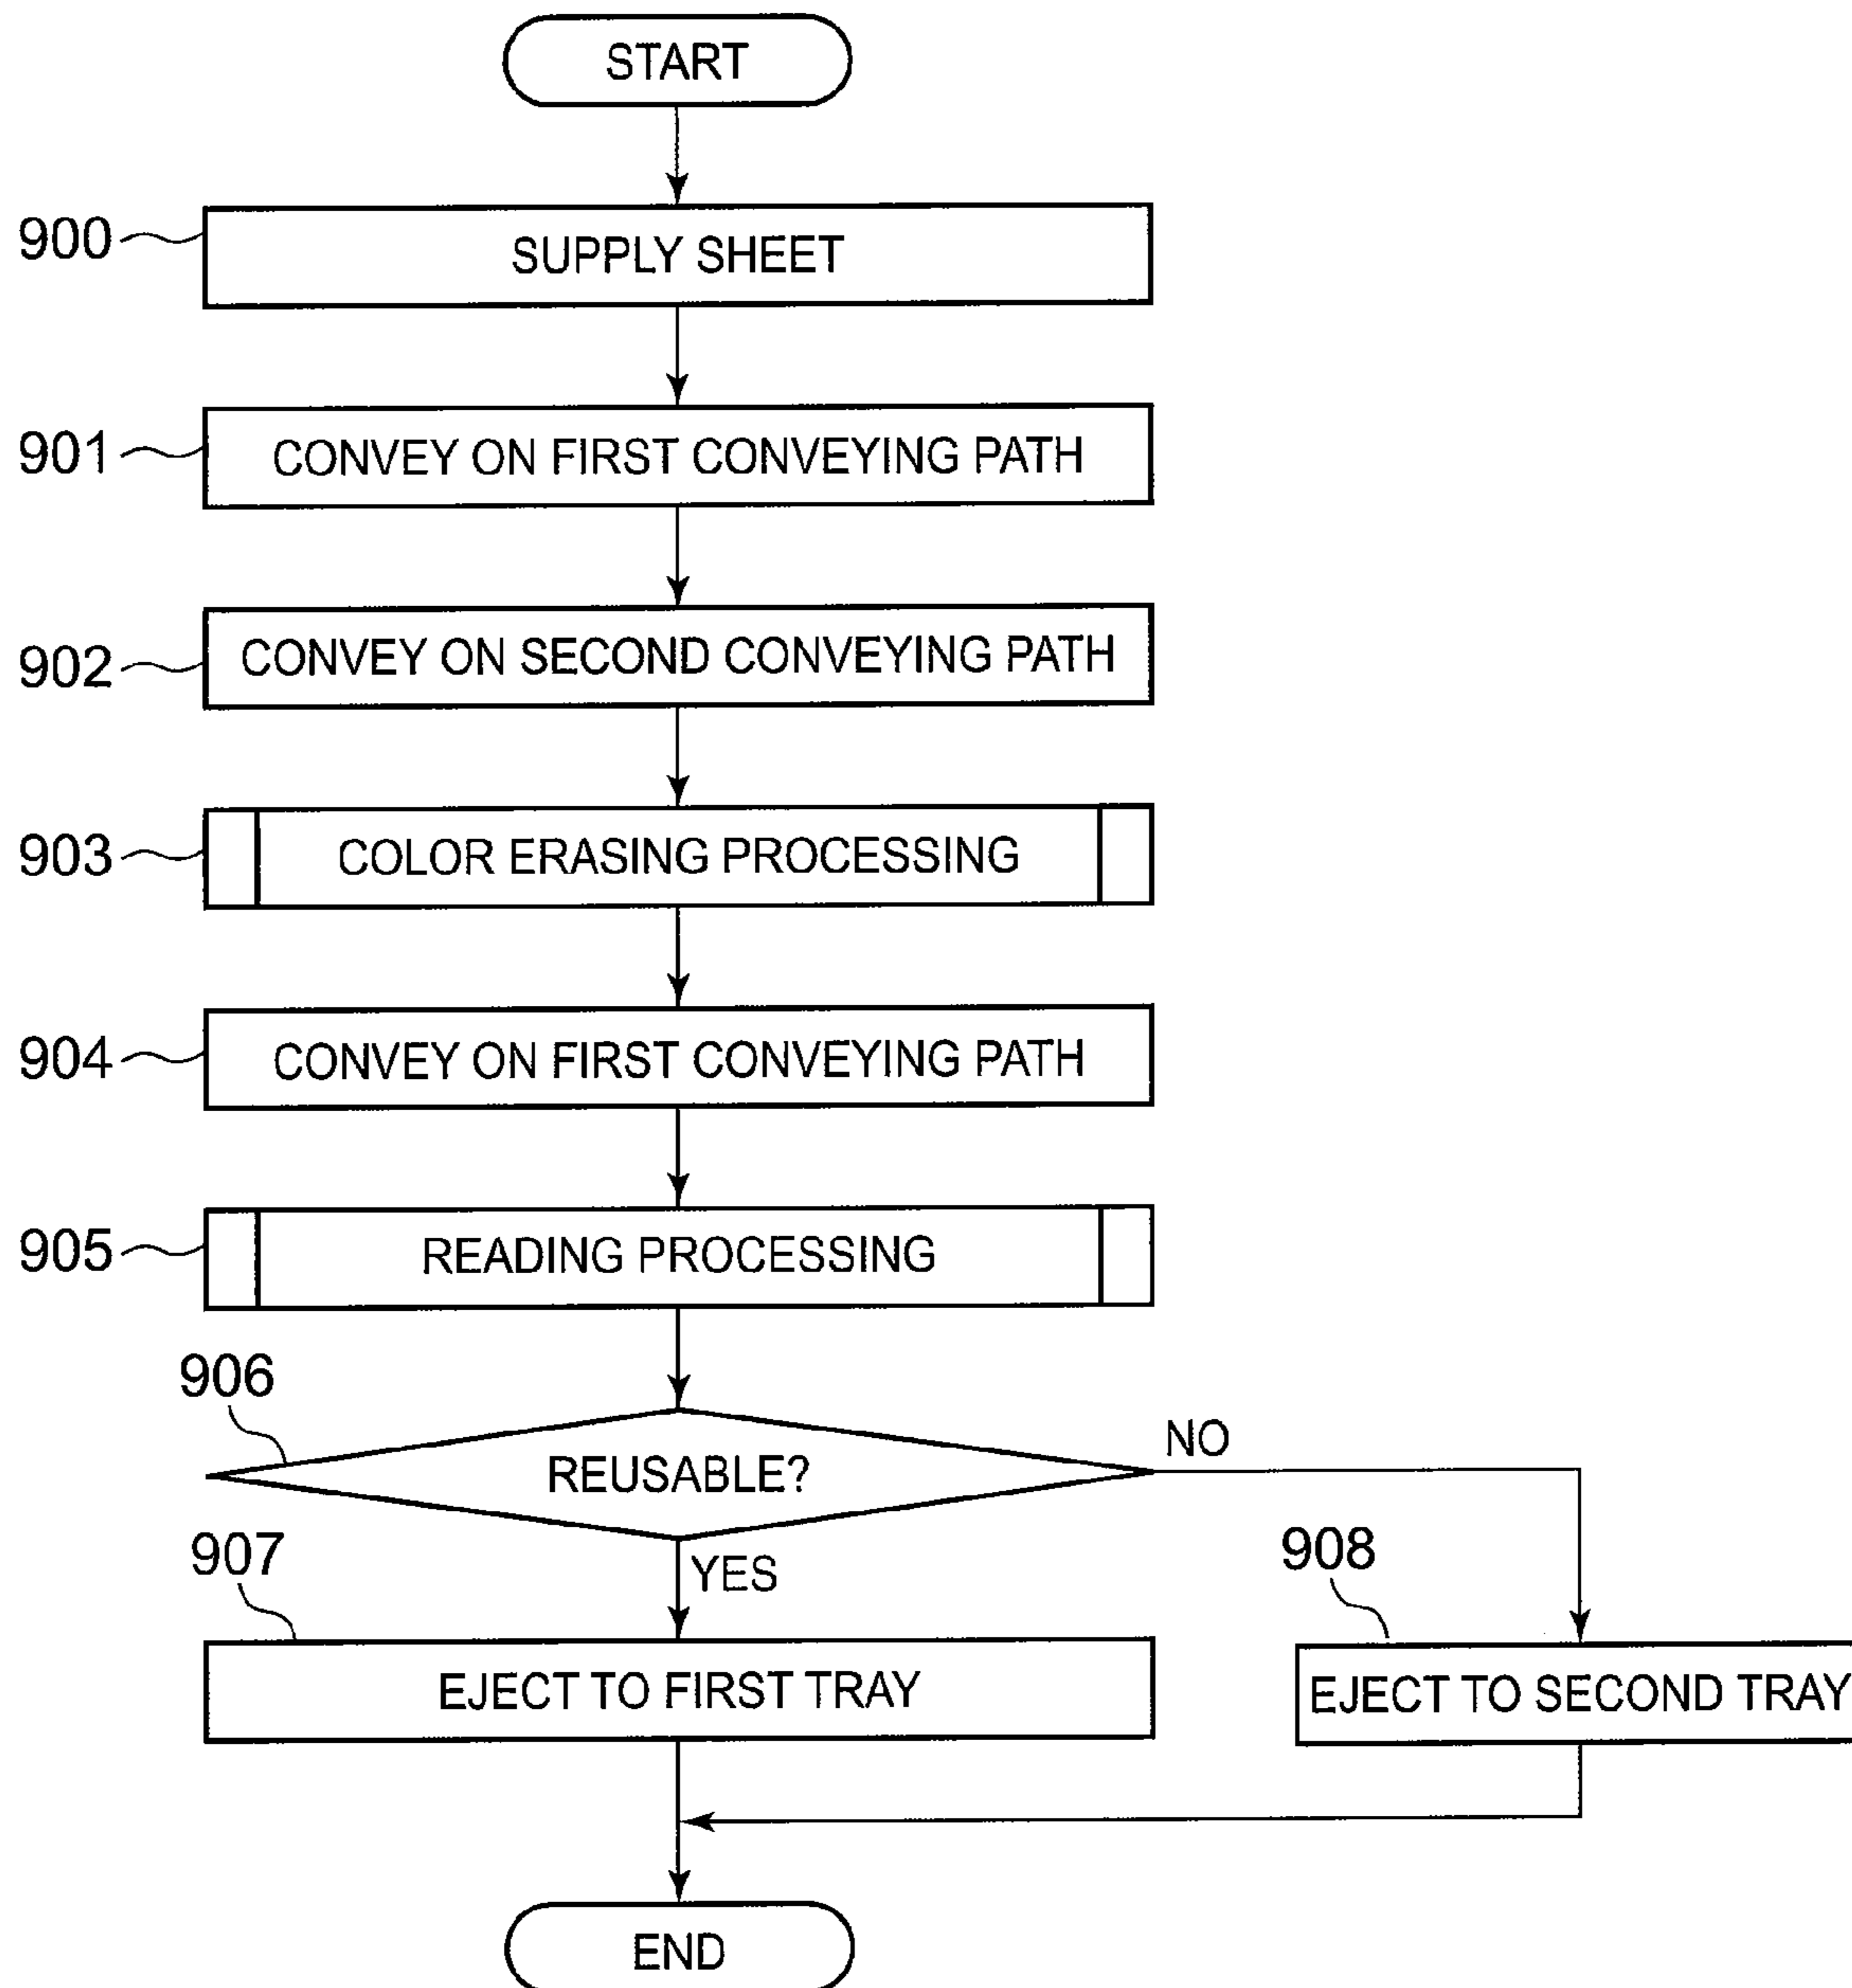 START
900
SUPPLY SHEET
901
CONVEY ON FIRST CONVEYING PATH
902
CONVEY ON SECOND CONVEYING PATH
903
COLOR ERASING PROCESSING
904
CONVEY ON FIRST CONVEYING PATH
905
READING PROCESSING
906
REUSABLE?
NO
YES
907
EJECT TO FIRST TRAY
908
EJECT TO SECOND TRAY
END